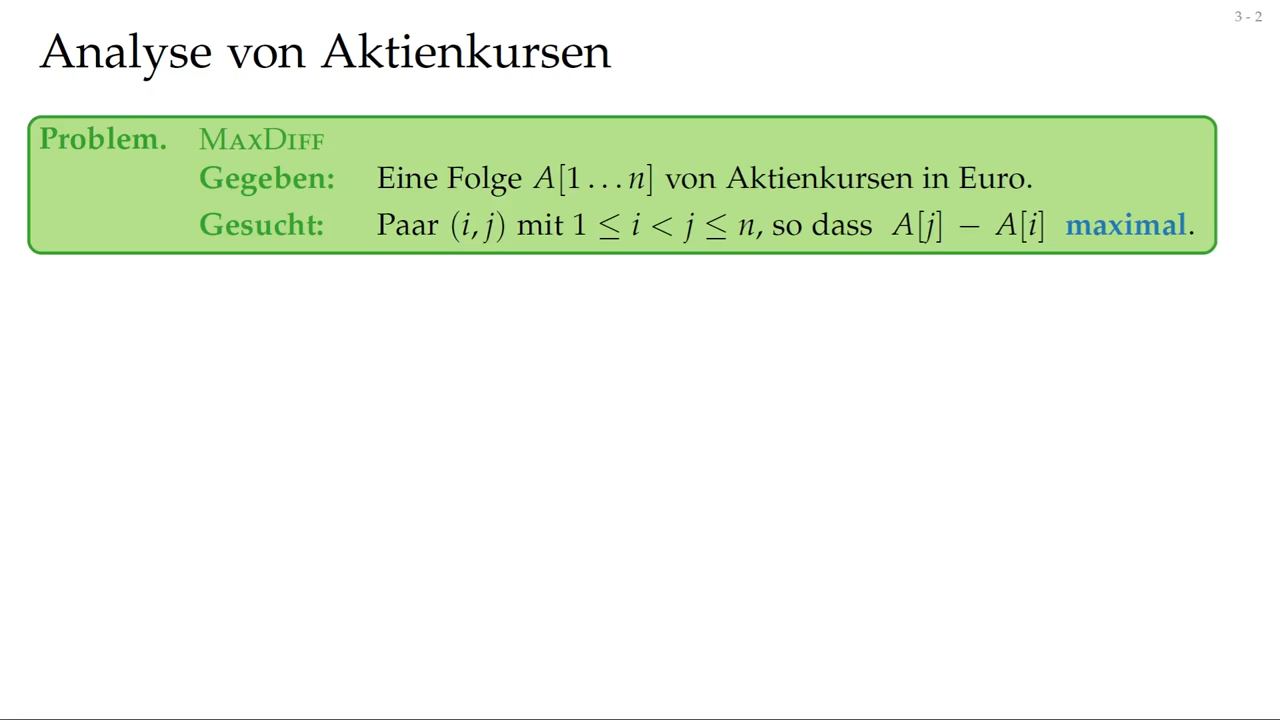 3 - 2
Analyse von Aktienkursen
Problem. MaxDiff
Gegeben: Eine Folge A[1 . . . n] von Aktienkursen in Euro.
Gesucht: Paar (i, j) mit 1 ≤ i < j ≤ n, so dass A[j] − A[i] maximal.